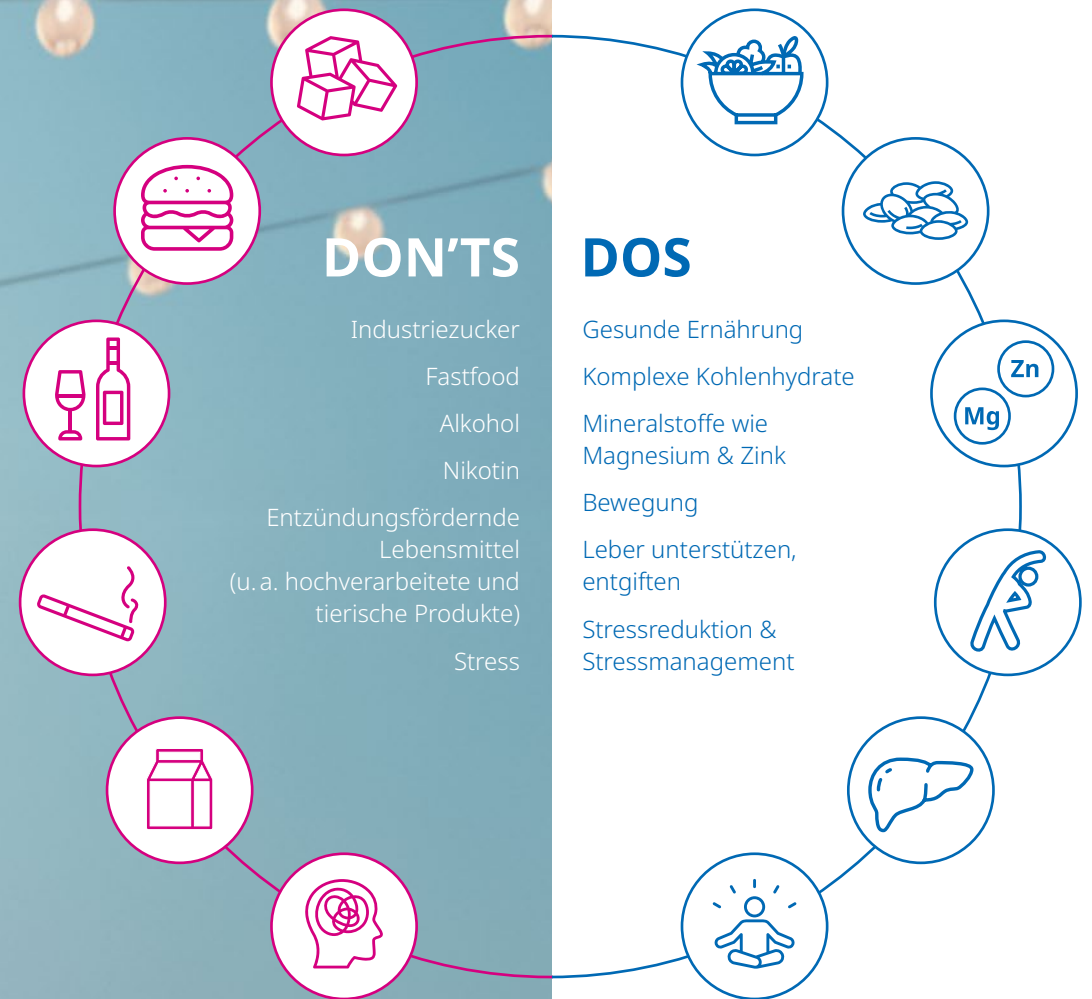 DON'TS
Industriezucker
Fastfood
Alkohol
Nikotin
Entzündungsfördernde
Lebensmittel
(u. a. hochverarbeitete und
tierische Produkte)
Stress
DOS
Gesunde Ernährung
Komplexe Kohlenhydrate
Mineralstoffe wie
Magnesium & Zink
Bewegung
Leber unterstützen,
entgiften
Stressreduktion &
Stressmanagement
Zn
Mg